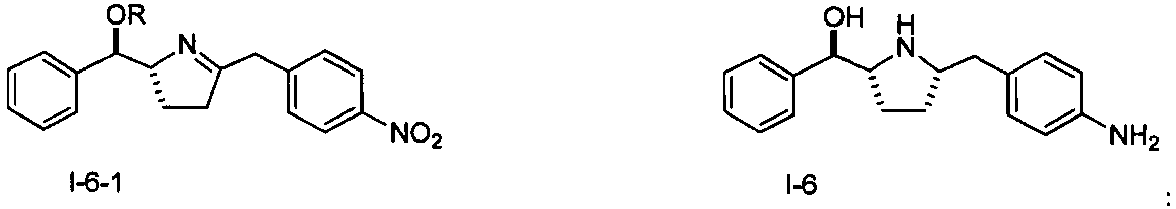 OR
N
NO2
I-6-1
OH
H
N
NH2
I-6
;